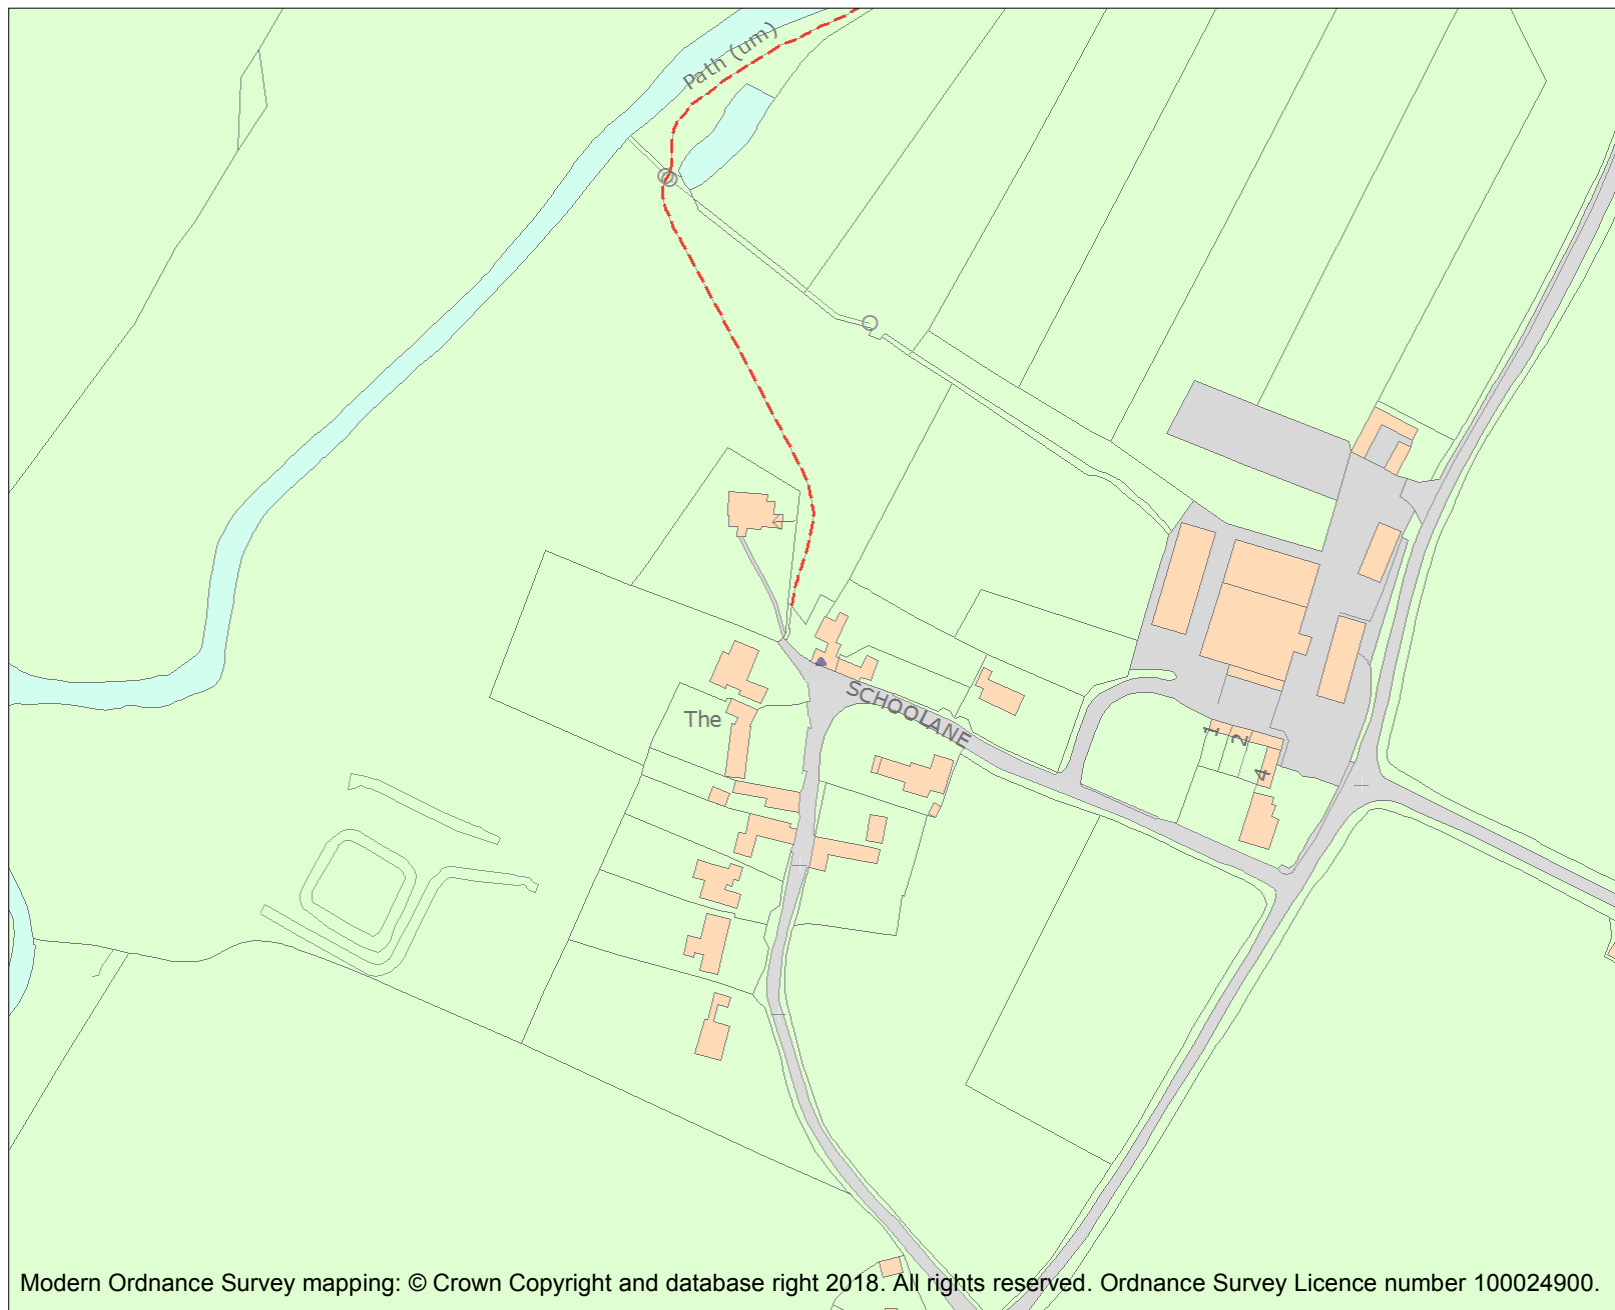 Path (um)
The
SCHOOLANE
1
2
4
Modern Ordnance Survey mapping: © Crown Copyright and database right 2018. All rights reserved. Ordnance Survey Licence number 100024900.